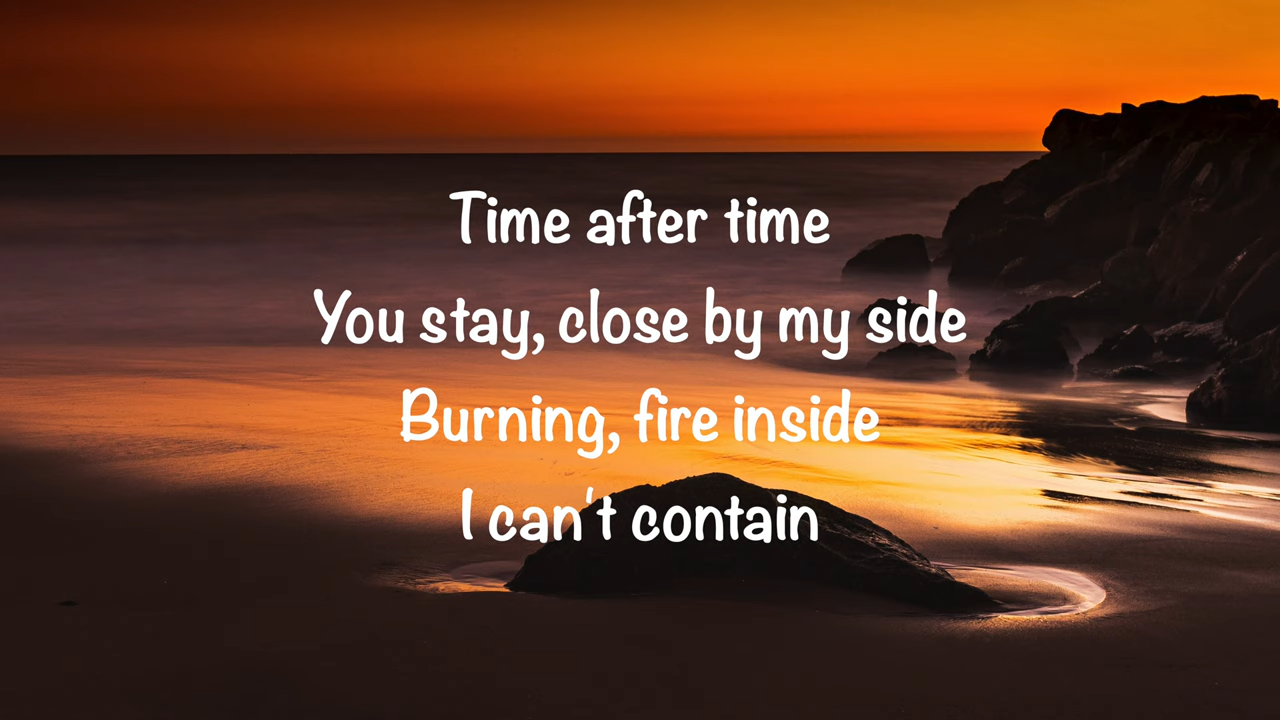 Time after time
You stay, close by my side
Burning, fire inside
I can't contain